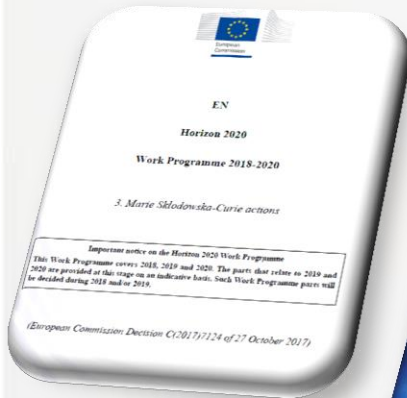 European
Commission
EN
Horizon 2020
Work Programme 2018-2020
3. Marie Skłodowska-Curie actions
Important notice on the Horizon 2020 Work Programme
This Work Programme covers 2018, 2019 and 2020. The parts that relate to 2019 and
2020 are provided at this stage on an indicative basis. Such Work Programme parts will
be decided during 2018 and/or 2019.
(European Commission Decision C(2017)7124 of 27 October 2017)